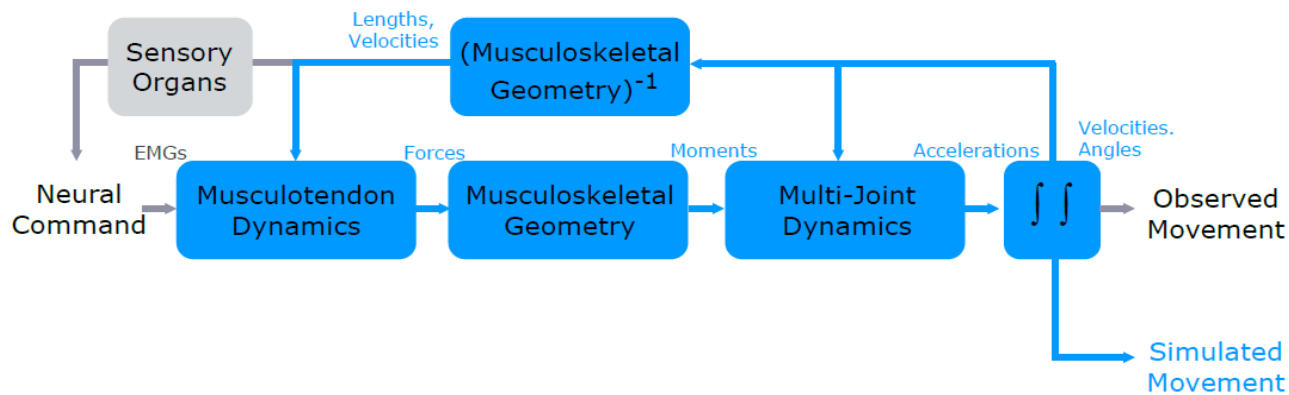 Sensory
Organs
Lengths,
Velocities
(Musculoskeletal
Geometry)-1
Velocities.
Angles
EMGs
Forces
Moments
Accelerations
Neural
Command
Musculotendon
Dynamics
Musculoskeletal
Geometry
Multi-Joint
Dynamics
∫ ∫
Observed
Movement
Simulated
Movement